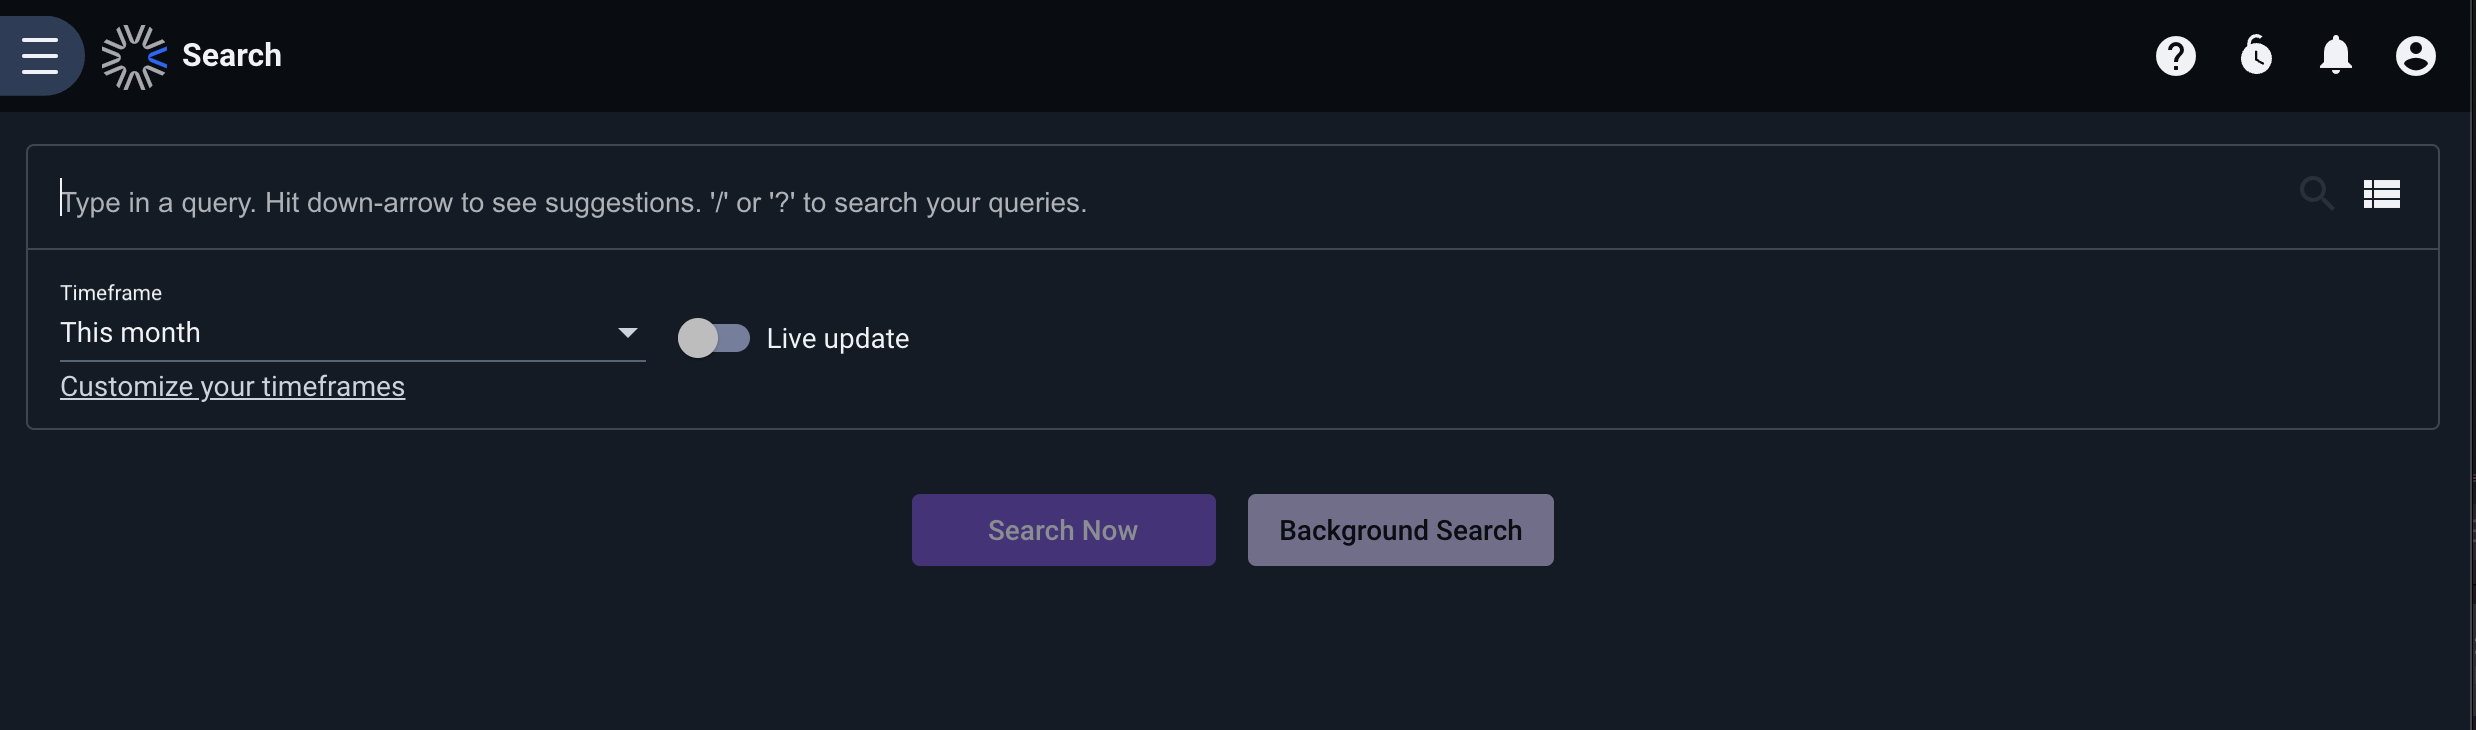 Search
Type in a query. Hit down-arrow to see suggestions. '/' or '?' to search your queries.
Timeframe
This month
Live update
Customize your timeframes
Search Now
Background Search